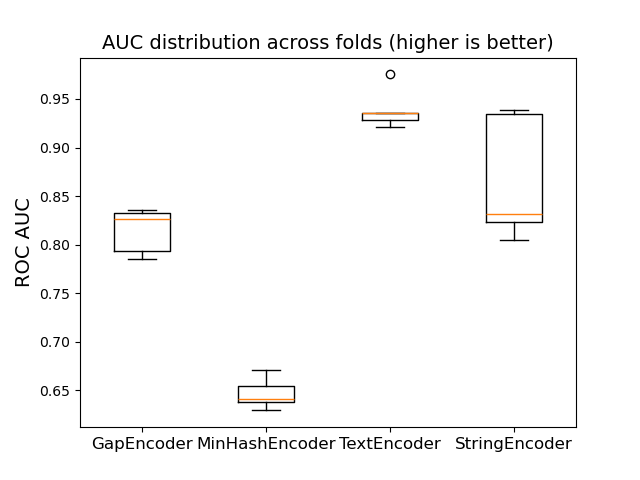 AUC distribution across folds (higher is better)
ROC AUC
0.95
0.90
0.85
0.80
0.75
0.70
0.65
GapEncoder MinHashEncoder TextEncoder StringEncoder